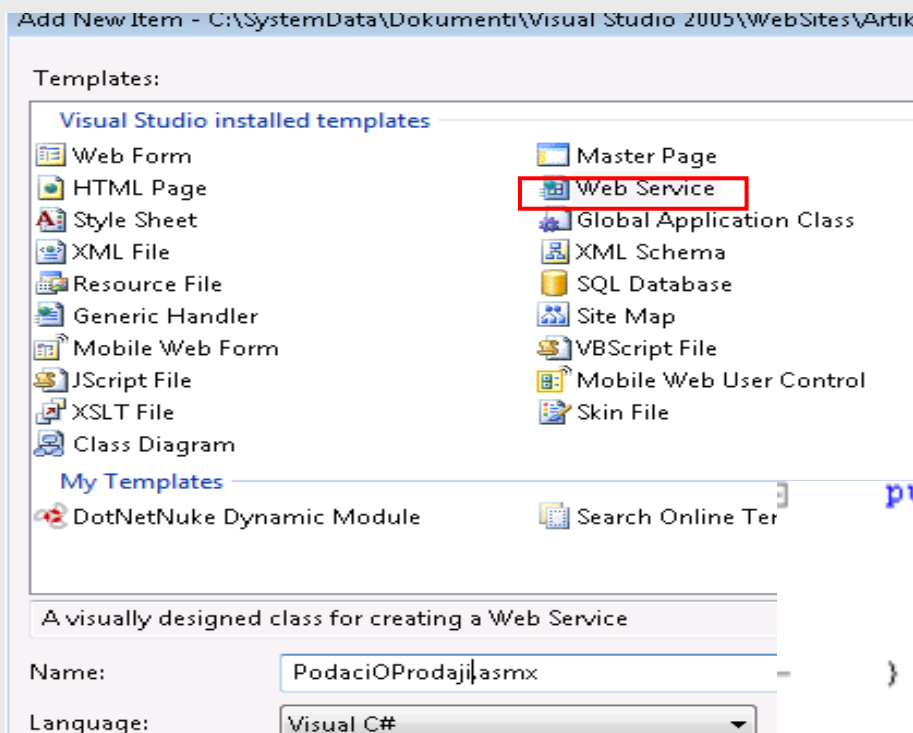 Add New Item - C:\SystemData\Dokumenti\Visual Studio 2005\WebSites\Artik
Templates:
Visual Studio installed templates
Web Form
Master Page
HTML Page
Web Service
Style Sheet
Global Application Class
XML File
XML Schema
Resource File
SQL Database
Generic Handler
Site Map
Mobile Web Form
VBScript File
JScript File
Mobile Web User Control
XSLT File
Skin File
Class Diagram
My Templates
DotNetNuke Dynamic Module
Search Online Ter
pu
A visually designed class for creating a Web Service
Name:
PodaciOProdaji.asmx
}
Language:
Visual C#